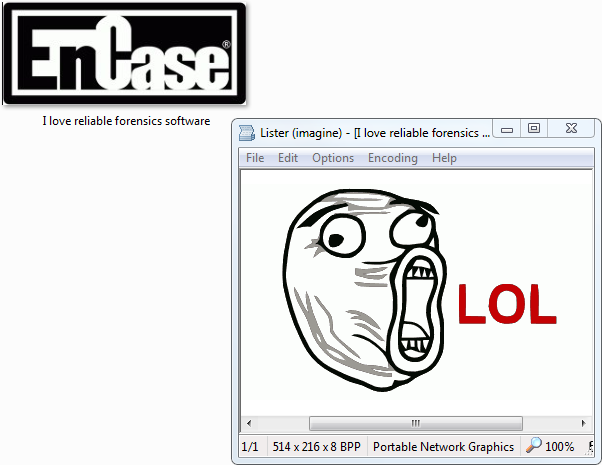 EnCase®
I love reliable forensics software
Lister (imagine) - [I love reliable forensics ...
File Edit Options Encoding Help
LOL
1/1 514 x 216 x 8 BPP Portable Network Graphics 100%